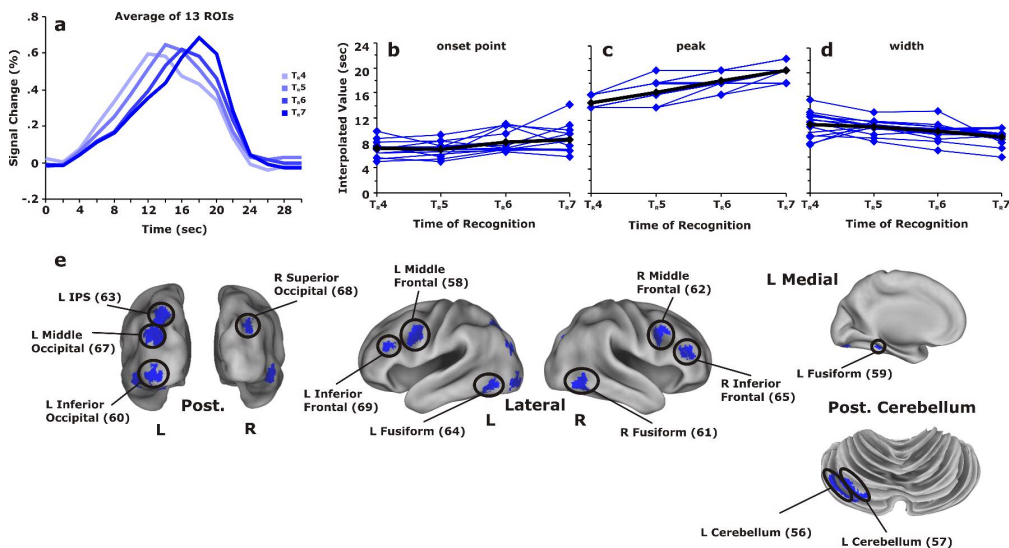 a
Average of 13 ROIs
Signal Change (%)
.8
.6
.4
.2
0
-.2
0 4 8 12 16 20 24 28
Time (sec)
TR4
TR5
TR6
TR7
b
onset point
Interpolated Value (sec)
24
20
16
12
8
4
0
TR4 TR5 TR6 TR7
Time of Recognition
c
peak
TR4 TR5 TR6 TR7
Time of Recognition
d
width
TR4 TR5 TR6 TR7
Time of Recognition
e
L IPS (63)
L Middle
Occipital (67)
L Inferior
Occipital (60)
R Superior
Occipital (68)
Post.
L
R
L Middle
Frontal (58)
L Inferior
Frontal (69)
L Fusiform (64)
Lateral
L
R
R Middle
Frontal (62)
R Inferior
Frontal (65)
R Fusiform (61)
L Medial
L Fusiform (59)
Post. Cerebellum
L Cerebellum (56)
L Cerebellum (57)